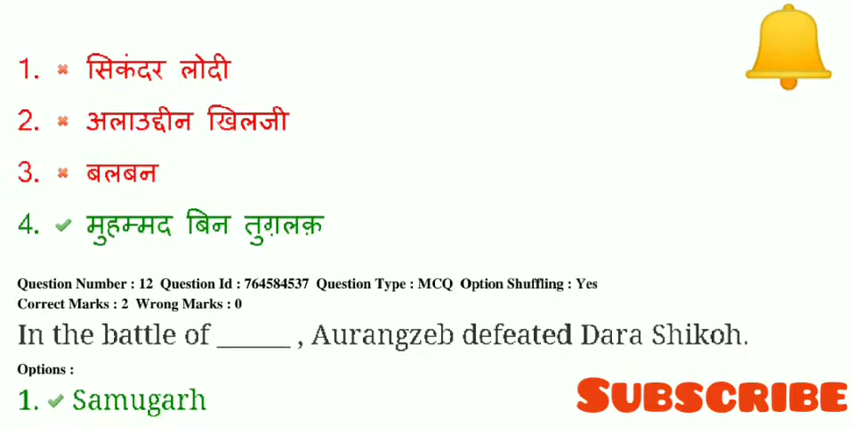 1. सिकंदर लोदी
2. अलाउद्दीन खिलजी
3. बलबन
4. मुहम्मद बिन तुग़लक़
Question Number : 12 Question Id : 764584537 Question Type : MCQ Option Shuffling : Yes
Correct Marks : 2 Wrong Marks : 0
In the battle of ______ , Aurangzeb defeated Dara Shikoh.
Options :
1. Samugarh
SUBSCRIBE